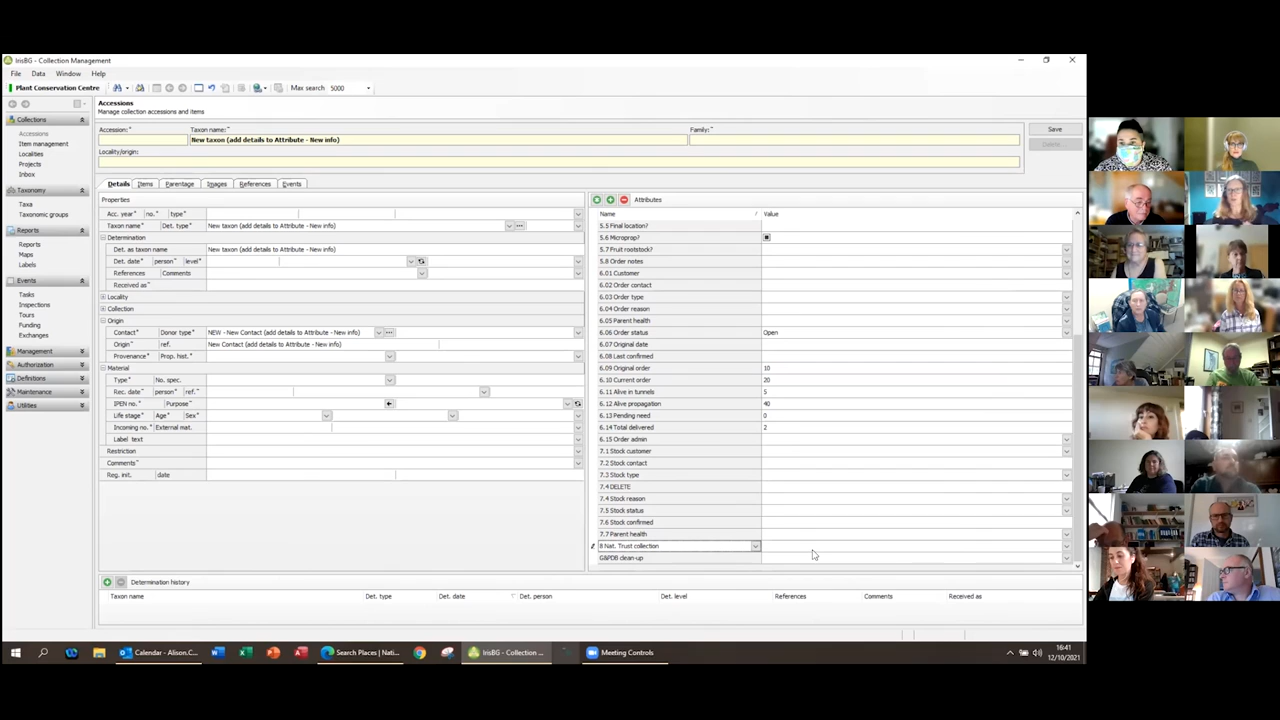 IrisBG - Collection Management
File Data Window Help
Plant Conservation Centre Max search 5000
Accessions
Manage collection accessions and items
Accession:* Taxon name:~ Family:~
New taxon (add details to Attribute - New info)
Locality/origin:
Save
Delete...
Collections
Accessions
Item management
Localities
Projects
Inbox
Taxonomy
Taxa
Taxonomic groups
Reports
Reports
Maps
Labels
Events
Tasks
Inspections
Tours
Funding
Exchanges
Management
Authorization
Definitions
Maintenance
Utilities
Details Items Parentage Images References Events
Properties
Acc. year* no.* type*
Taxon name* Det. type* New taxon (add details to Attribute - New info)
Determination
Det. as taxon name New taxon (add details to Attribute - New info)
Det. date* person* level*
References Comments
Received as*
Locality
Collection
Origin
Contact* Donor type* NEW - New Contact (add details to Attribute - New info)
Origin* ref. New Contact (add details to Attribute - New info)
Provenance* Prop. hist.*
Material
Type* No. spec.
Rec. date* person* ref.*
IPEN no.* Purpose*
Life stage* Age* Sex*
Incoming no.* External mat.
Label text
Restriction
Comments*
Reg. init. date
Attributes
Name Value
5.5 Final location?
5.6 Microprop?
5.7 Fruit rootstock?
5.8 Order notes
6.01 Customer
6.02 Order contact
6.03 Order type
6.04 Order reason
6.05 Parent health
6.06 Order status Open
6.07 Original date
6.08 Last confirmed
6.09 Original order 10
6.10 Current order 20
6.11 Alive in tunnels 5
6.12 Alive propagation 40
6.13 Pending need 0
6.14 Total delivered 2
6.15 Order admin
7.1 Stock customer
7.2 Stock contact
7.3 Stock type
7.4 DELETE
7.4 Stock reason
7.5 Stock status
7.6 Stock confirmed
7.7 Parent health
8 Nat. Trust collection
G&PDB clean-up
Determination history
Taxon name Det. type Det. date Det. person Det. level References Comments Received as
Calendar - Alison.C... Search Places | Nati... IrisBG - Collection ... Meeting Controls
16:41
12/10/2021